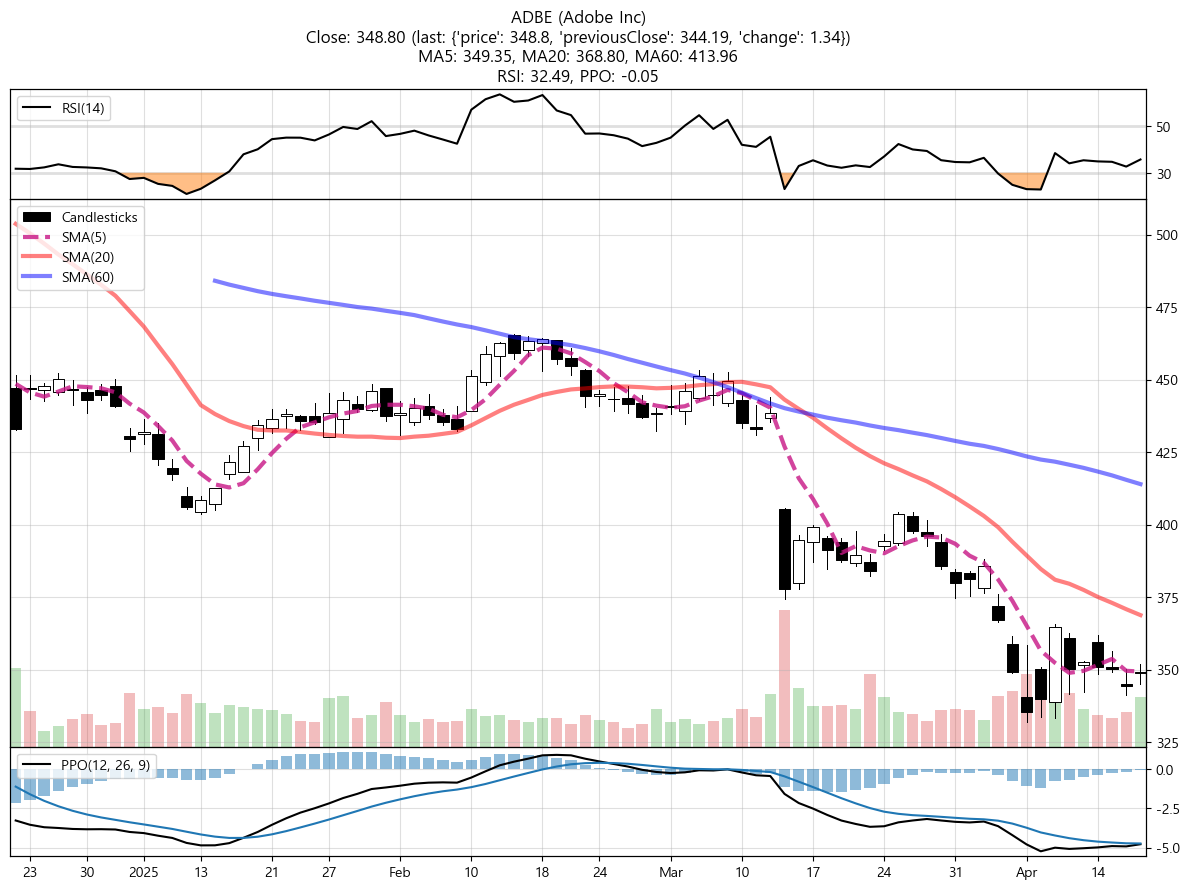 ADBE (Adobe Inc)
Close: 348.80 (last: {'price': 348.8, 'previousClose': 344.19, 'change': 1.34})
MA5: 349.35, MA20: 368.80, MA60: 413.96
RSI: 32.49, PPO: -0.05
RSI(14)
50
30
Candlesticks
SMA(5)
SMA(20)
SMA(60)
500
475
450
425
400
375
350
325
PPO(12, 26, 9)
0.0
-2.5
-5.0
23 30 2025 13 21 27 Feb 10 18 24 Mar 10 17 24 31 Apr 14